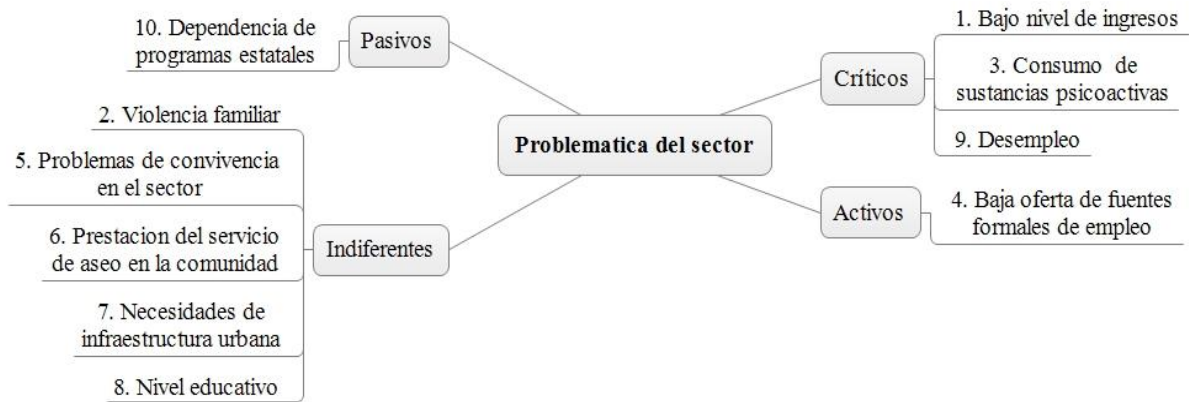 Problematica del sector
Pasivos
10. Dependencia de
programas estatales
Indiferentes
2. Violencia familiar
5. Problemas de convivencia
en el sector
6. Prestacion del servicio
de aseo en la comunidad
7. Necesidades de
infraestructura urbana
8. Nivel educativo
Críticos
1. Bajo nivel de ingresos
3. Consumo de
sustancias psicoactivas
9. Desempleo
Activos
4. Baja oferta de fuentes
formales de empleo